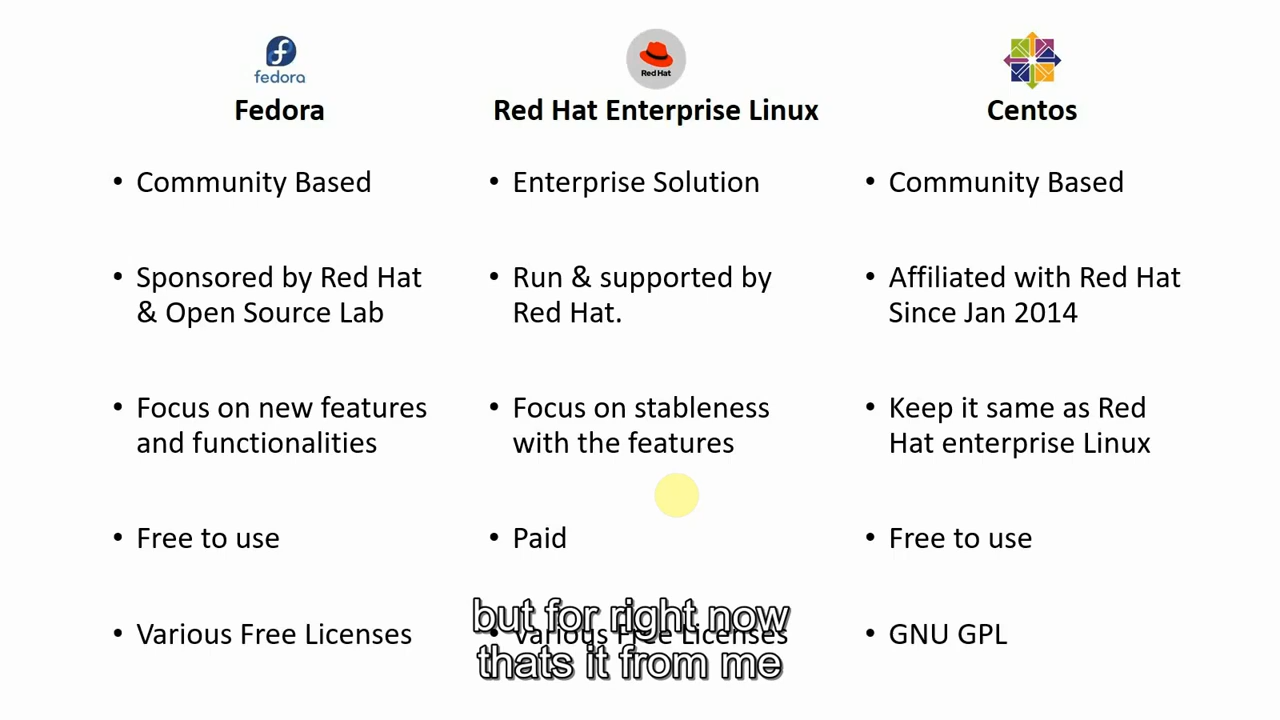 fedora
Fedora
• Community Based
• Sponsored by Red Hat
& Open Source Lab
• Focus on new features
and functionalities
• Free to use
• Various Free Licenses
Red Hat
Red Hat Enterprise Linux
• Enterprise Solution
• Run & supported by
Red Hat.
• Focus on stableness
with the features
• Paid
• Various Free Licenses
Centos
• Community Based
• Affiliated with Red Hat
Since Jan 2014
• Keep it same as Red
Hat enterprise Linux
• Free to use
• GNU GPL
but for right now
thats it from me